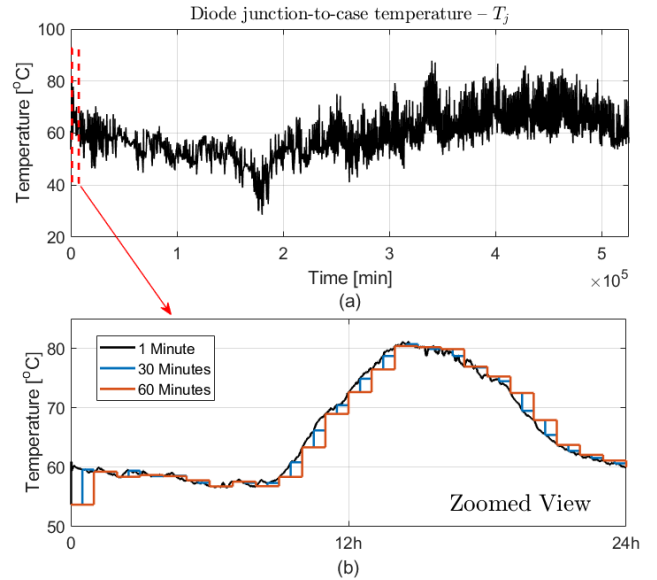 Diode junction-to-case temperature – T_j
Temperature [°C]
100
80
60
40
20
0
1
2
3
4
5
Time [min]
×10^5
(a)
Temperature [°C]
80
70
60
50
1 Minute
30 Minutes
60 Minutes
Zoomed View
0
12h
24h
(b)